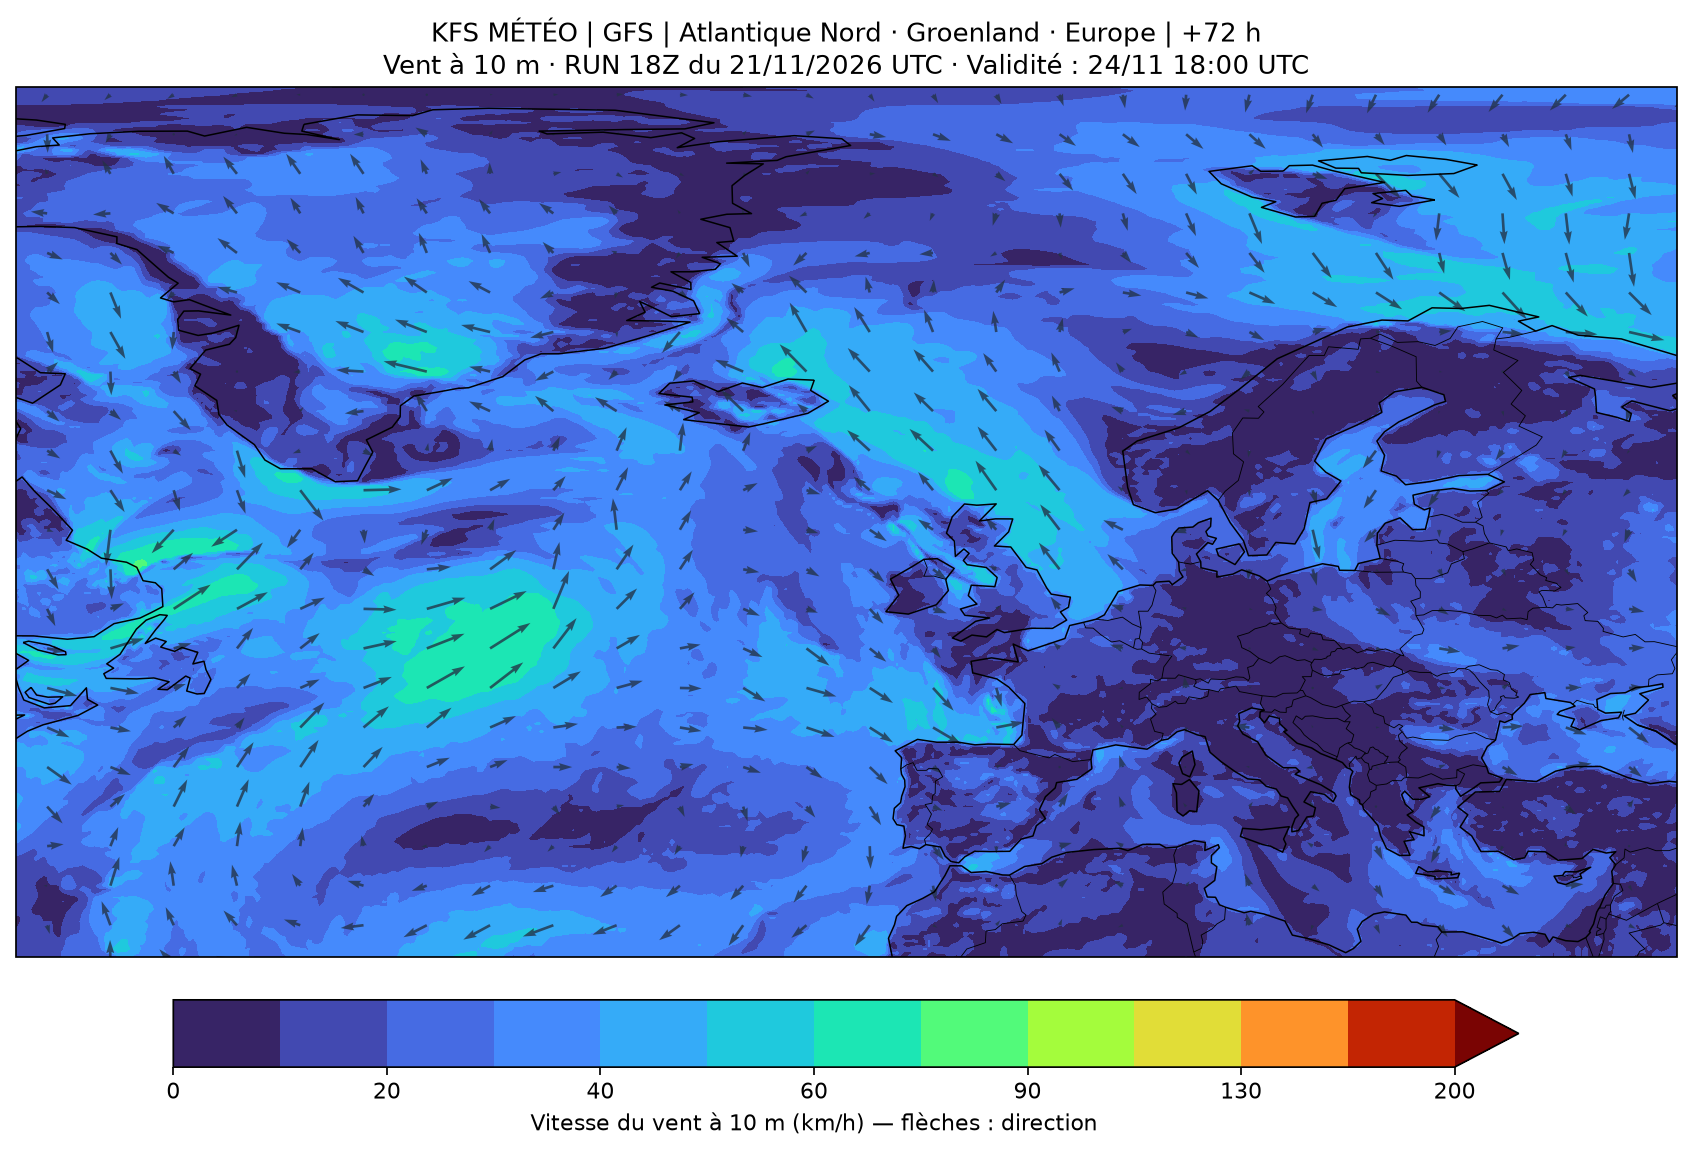 KFS MÉTÉO | GFS | Atlantique Nord · Groenland · Europe | +72 h
Vent à 10 m · RUN 18Z du 21/11/2026 UTC · Validité : 24/11 18:00 UTC
0 20 40 60 90 130 200
Vitesse du vent à 10 m (km/h) — flèches : direction